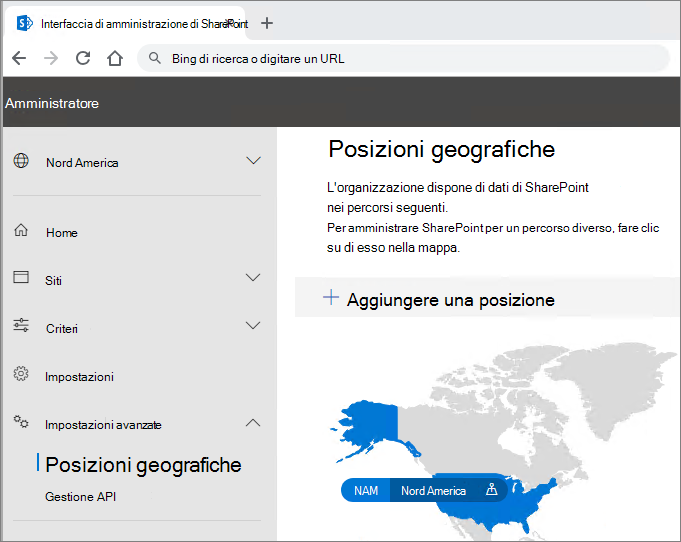 Interfaccia di amministrazione di SharePoint
Bing di ricerca o digitare un URL
Amministratore
Nord America
Home
Siti
Criteri
Impostazioni
Impostazioni avanzate
Posizioni geografiche
Gestione API
Posizioni geografiche
L'organizzazione dispone di dati di SharePoint
nei percorsi seguenti.
Per amministrare SharePoint per un percorso diverso, fare clic
su di esso nella mappa.
Aggiungere una posizione
NAM Nord America